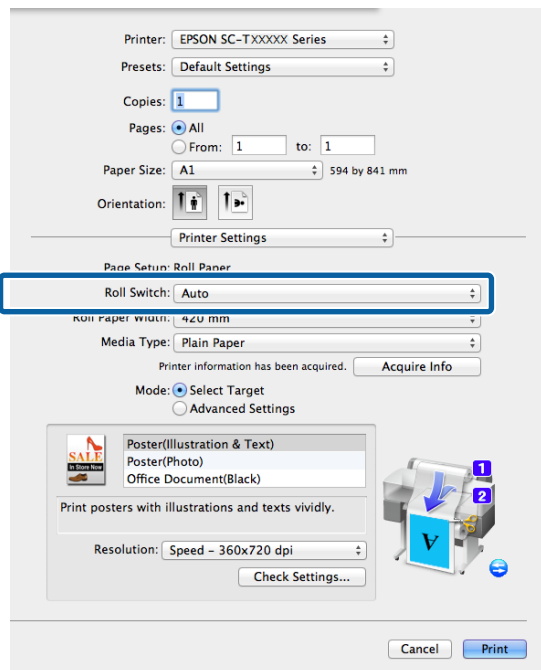 Printer: EPSON SC-TXXXXX Series
Presets: Default Settings
Copies: 1
Pages: All
From: 1 to: 1
Paper Size: A1 594 by 841 mm
Orientation:
Printer Settings
Page Setup: Roll Paper
Roll Switch: Auto
Roll Paper Width: 420 mm
Media Type: Plain Paper
Printer information has been acquired. Acquire Info
Mode: Select Target
Advanced Settings
SALE
In Store Now
Poster(Illustration & Text)
Poster(Photo)
Office Document(Black)
Print posters with illustrations and texts vividly.
Resolution: Speed – 360x720 dpi
Check Settings...
1
2
A
Cancel Print